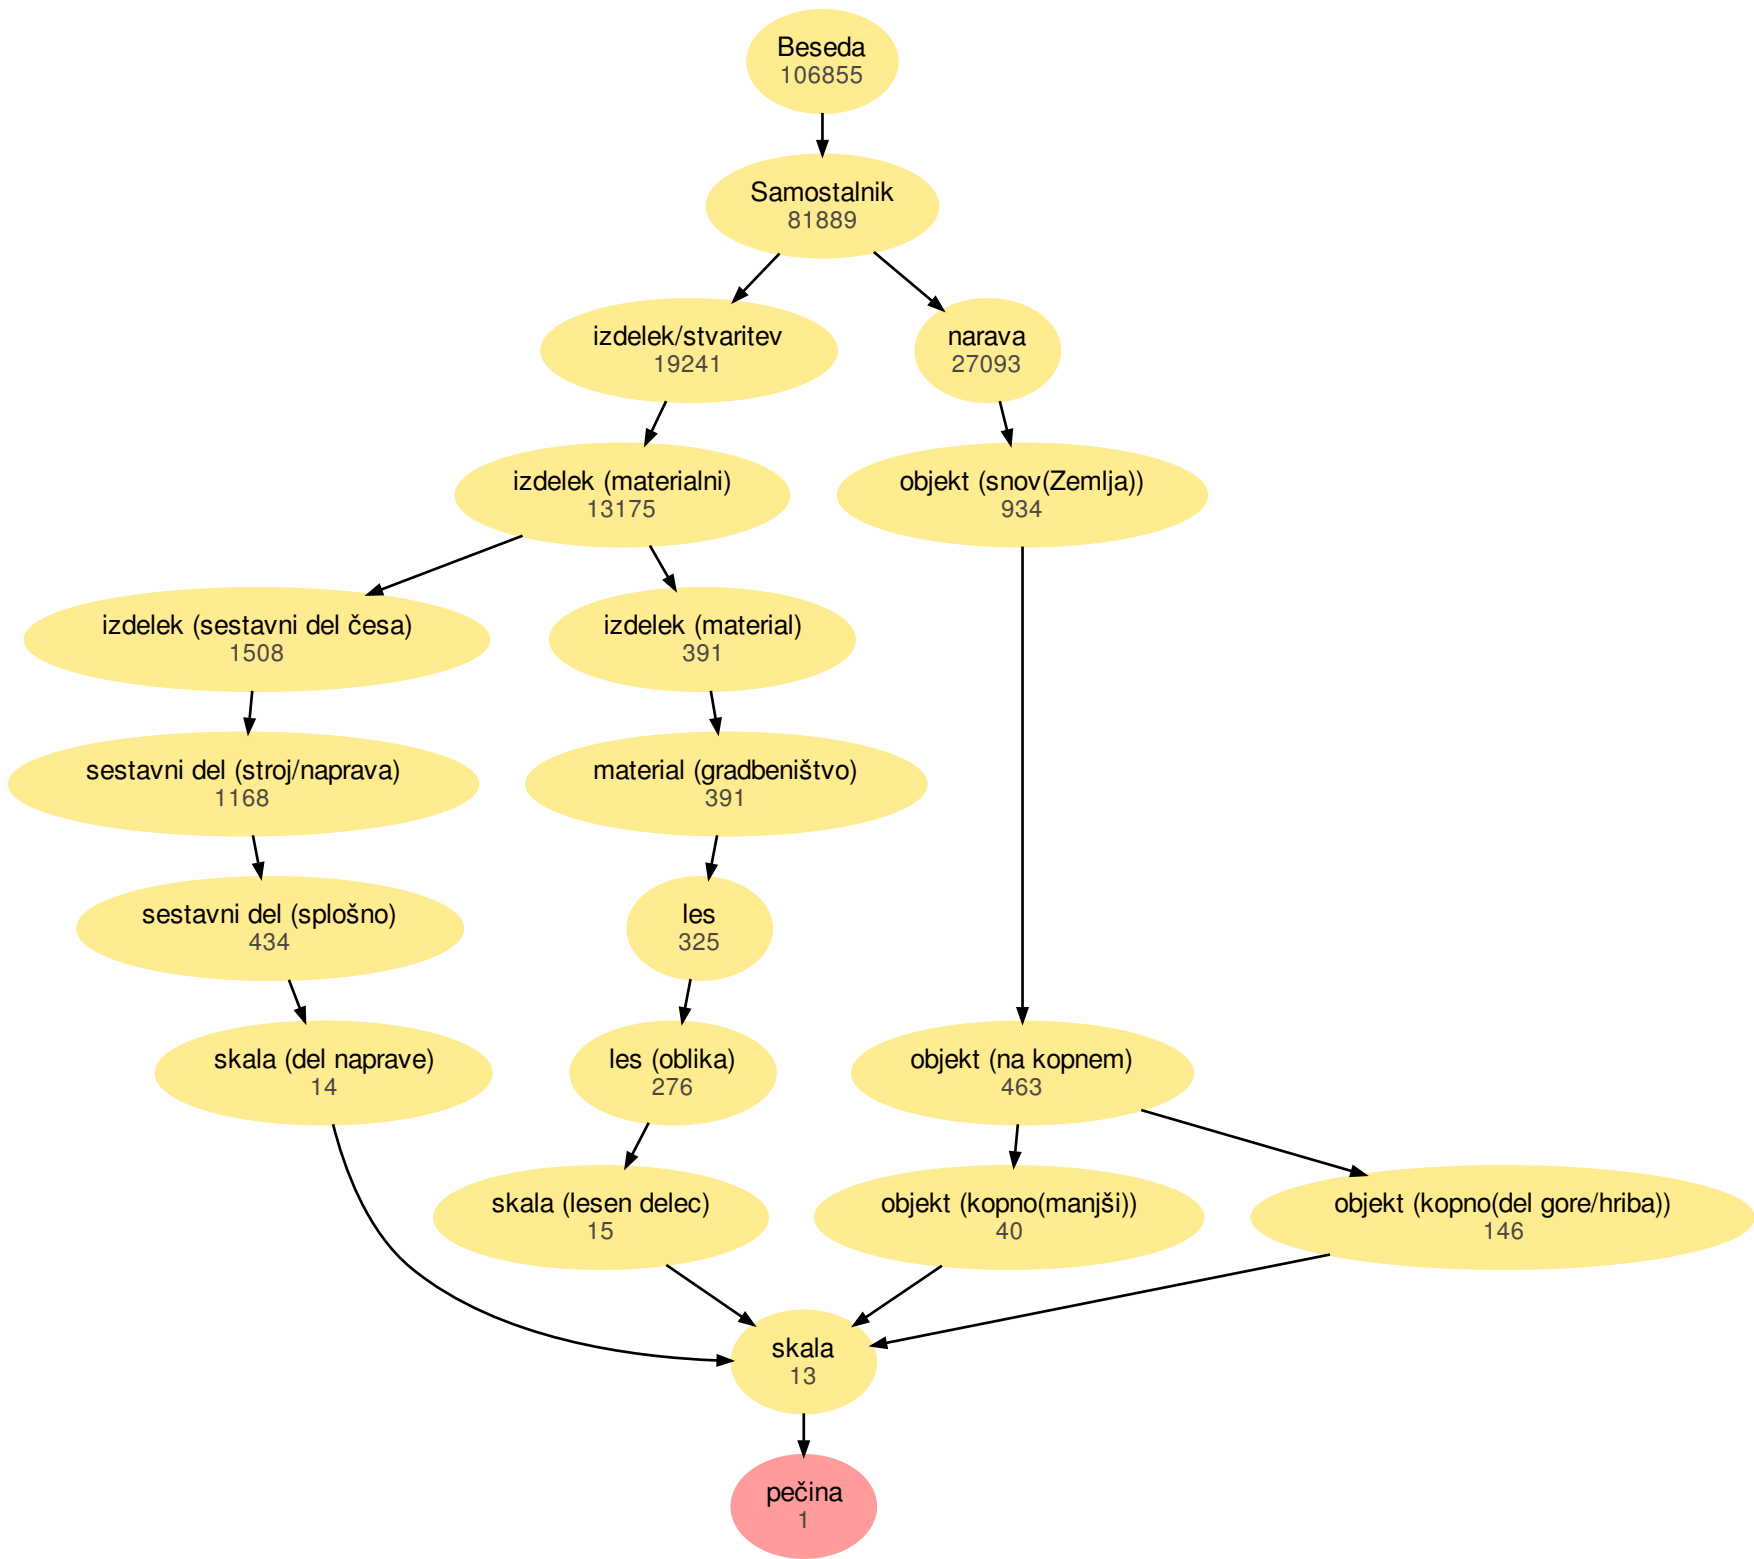 Beseda
106855
Samostalnik
81889
izdelek/stvaritev
19241
narava
27093
izdelek (materialni)
13175
objekt (snov(Zemlja))
934
izdelek (sestavni del česa)
1508
izdelek (material)
391
sestavni del (stroj/naprava)
1168
material (gradbeništvo)
391
sestavni del (splošno)
434
les
325
skala (del naprave)
14
les (oblika)
276
objekt (na kopnem)
463
skala (lesen delec)
15
objekt (kopno(manjši))
40
objekt (kopno(del gore/hriba))
146
skala
13
pečina
1